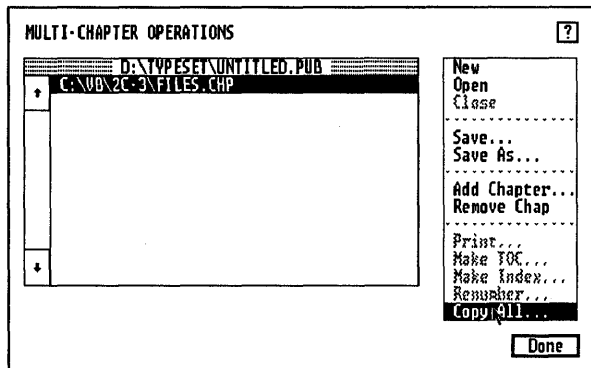 MULTI-CHAPTER OPERATIONS
?
D:\TYPESET\UNTITLED.PUB
C:\VB\2C-3\FILES.CHP
New
Open
Close
Save...
Save As...
Add Chapter...
Remove Chap
Print...
Make TOC...
Make Index...
Renumber...
Copy All...
Done